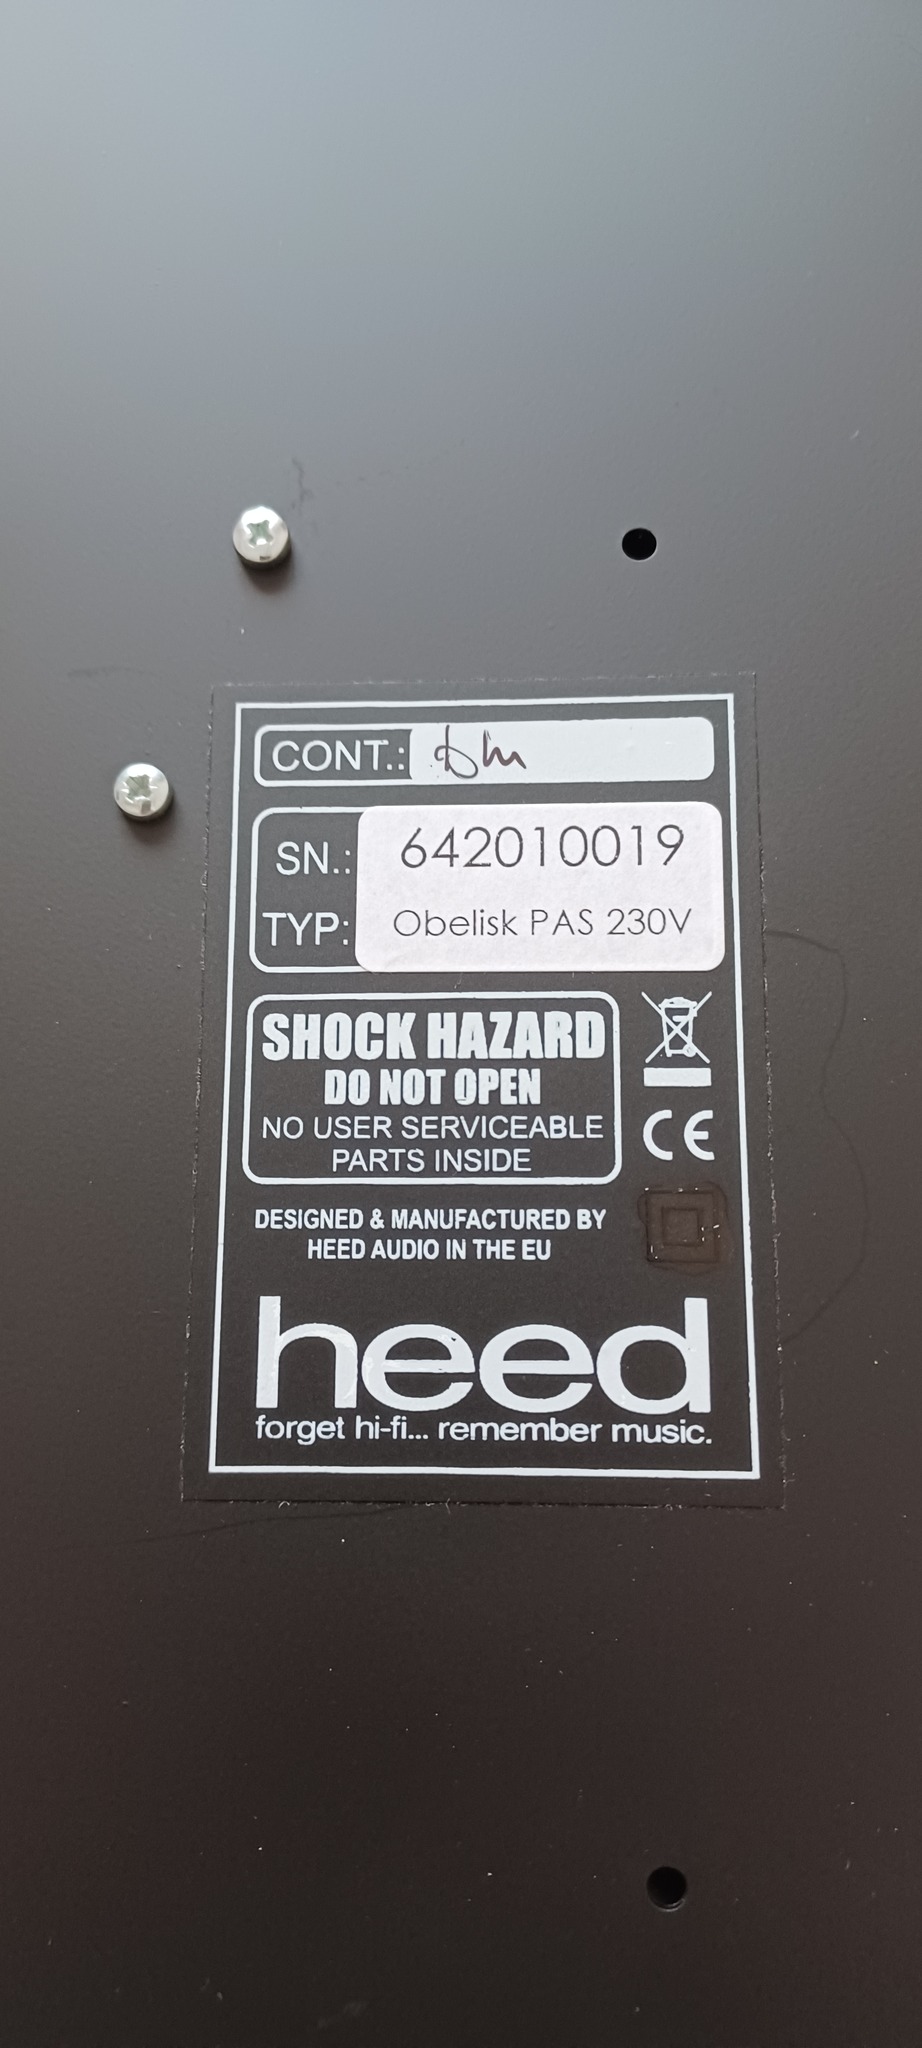 CONT.:
SN.: 642010019
TYP: Obelisk PAS 230V
SHOCK HAZARD
DO NOT OPEN
NO USER SERVICEABLE
PARTS INSIDE
CE
DESIGNED & MANUFACTURED BY
HEED AUDIO IN THE EU
heed
forget hi-fi... remember music.